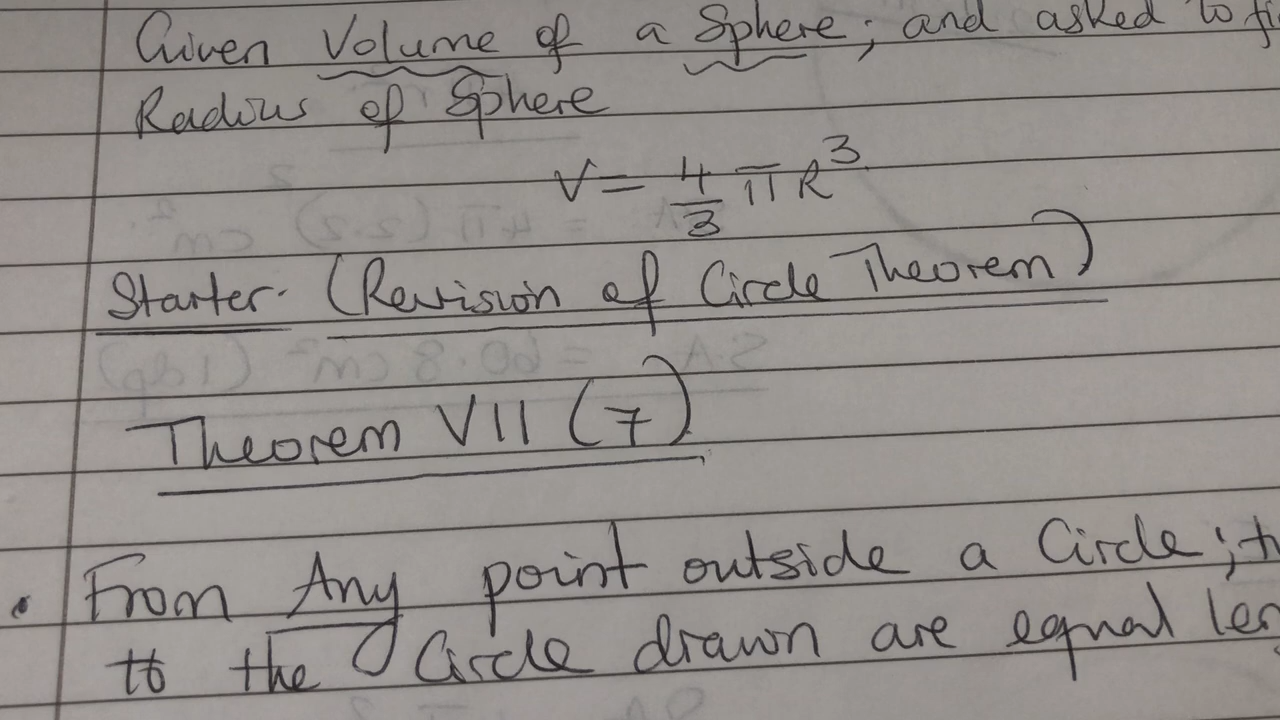 Given Volume of a Sphere; and asked to
Radius of Sphere
V = 4/3 π R³
Starter. (Revision of Circle Theorem)
Theorem VII (7)
• From Any point outside a Circle;
to the Circle drawn are equal